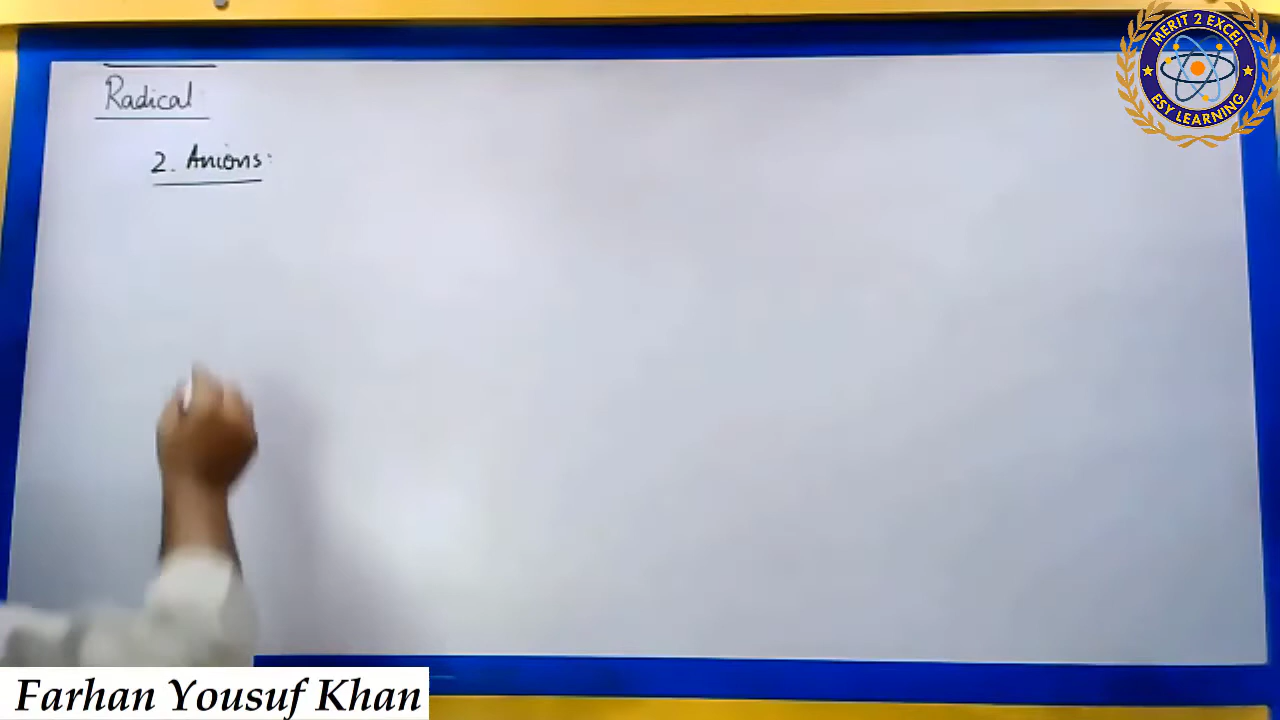 MERIT 2 EXCEL
ESY LEARNING
Radical
2. Anions:
Farhan Yousuf Khan